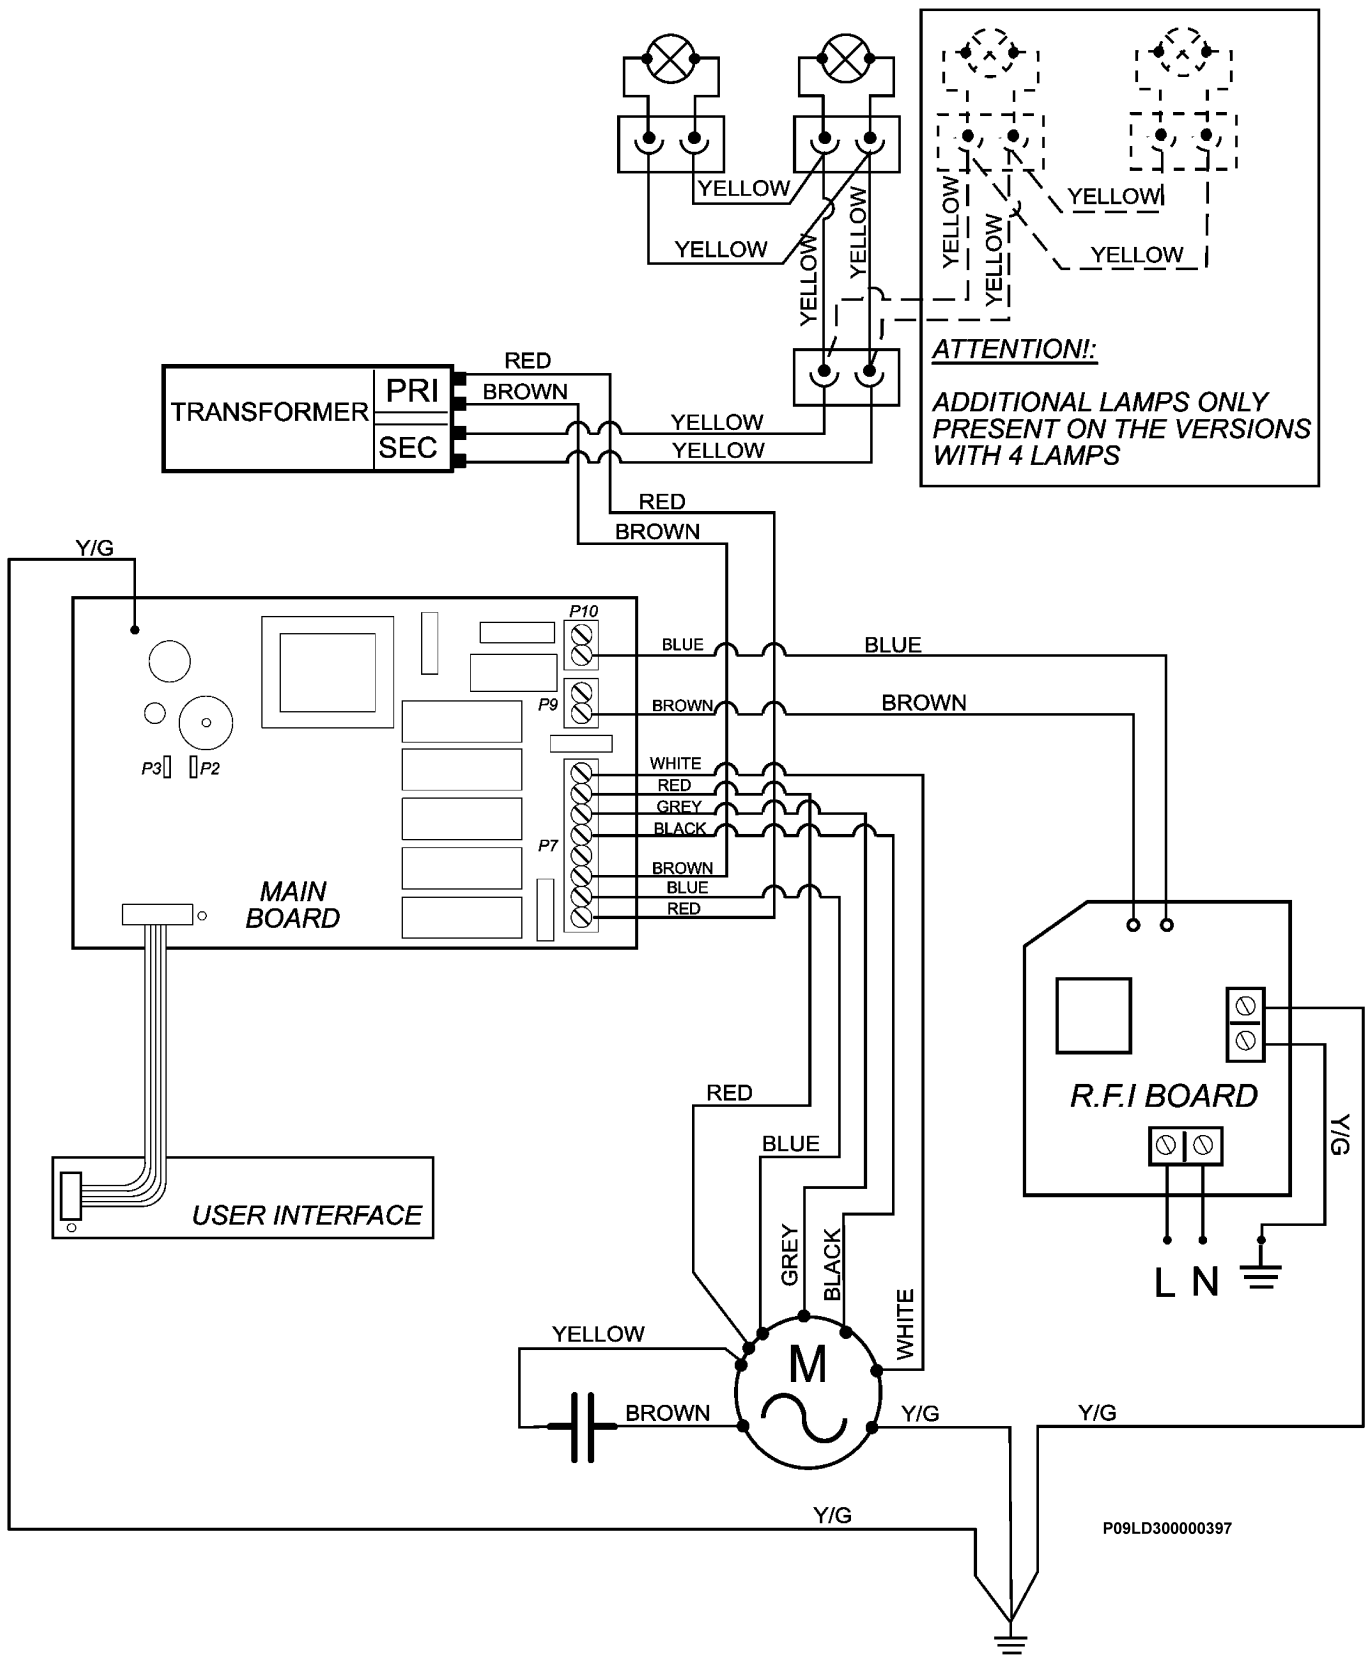 YELLOW
YELLOW
YELLOW
YELLOW
YELLOW
YELLOW
YELLOW
YELLOW
ATTENTION!:
ADDITIONAL LAMPS ONLY
PRESENT ON THE VERSIONS
WITH 4 LAMPS
RED
BROWN
TRANSFORMER
PRI
SEC
YELLOW
YELLOW
RED
BROWN
Y/G
P10
BLUE
BLUE
P9
BROWN
BROWN
P3
P2
WHITE
RED
GREY
BLACK
P7
BROWN
BLUE
RED
MAIN
BOARD
R.F.I BOARD
Y/G
L N
RED
BLUE
GREY
BLACK
WHITE
USER INTERFACE
YELLOW
M
BROWN
Y/G
Y/G
Y/G
P09LD300000397